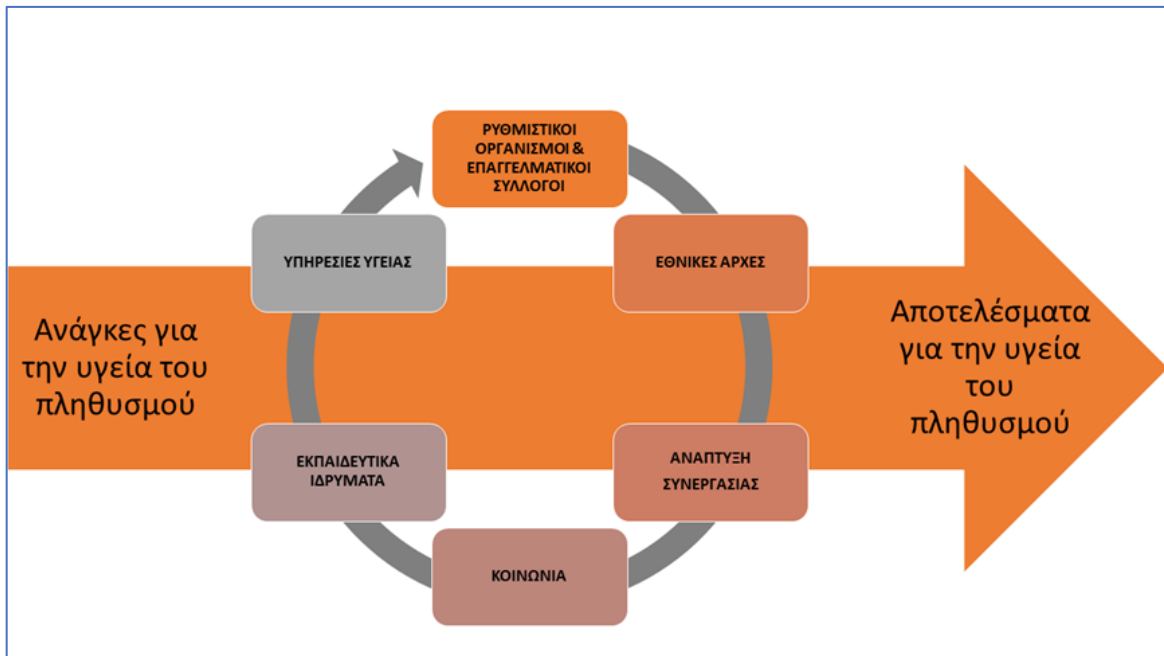 ΡΥΘΜΙΣΤΙΚΟΙ
ΟΡΓΑΝΙΣΜΟΙ &
ΕΠΑΓΓΕΛΜΑΤΙΚΟΙ
ΣΥΛΛΟΓΟΙ
ΥΠΗΡΕΣΙΕΣ ΥΓΕΙΑΣ
ΕΘΝΙΚΕΣ ΑΡΧΕΣ
Ανάγκες για
την υγεία του
πληθυσμού
Αποτελέσματα
για την υγεία
του
πληθυσμού
ΕΚΠΑΙΔΕΥΤΙΚΑ
ΙΔΡΥΜΑΤΑ
ΑΝΑΠΤΥΞΗ
ΣΥΝΕΡΓΑΣΙΑΣ
ΚΟΙΝΩΝΙΑ